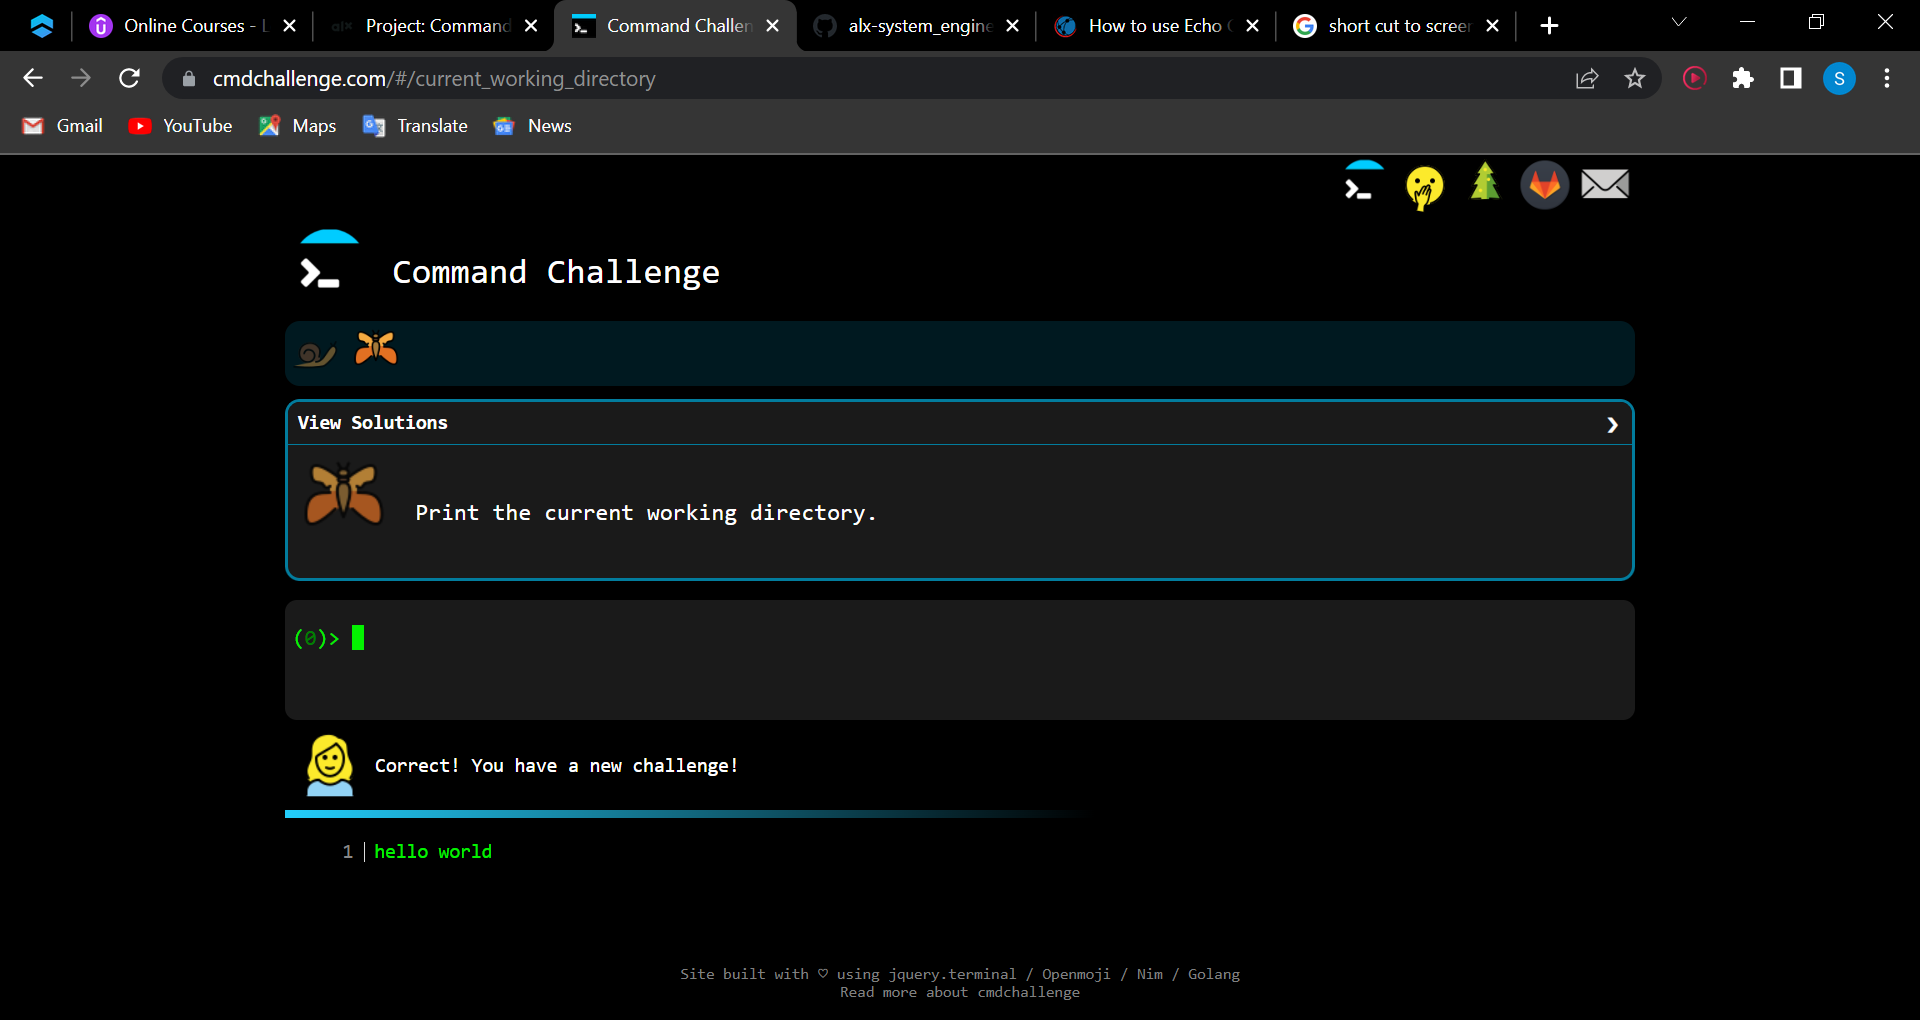 Online Courses - L
alx
Project: Command
Command Challen
alx-system_engine
How to use Echo
short cut to screen
cmdchallenge.com/#/current_working_directory
S
Gmail
YouTube
Maps
Translate
News
Command Challenge
View Solutions
Print the current working directory.
(0)>
Correct! You have a new challenge!
1 hello world
Site built with ♡ using jquery.terminal / Openmoji / Nim / Golang
Read more about cmdchallenge